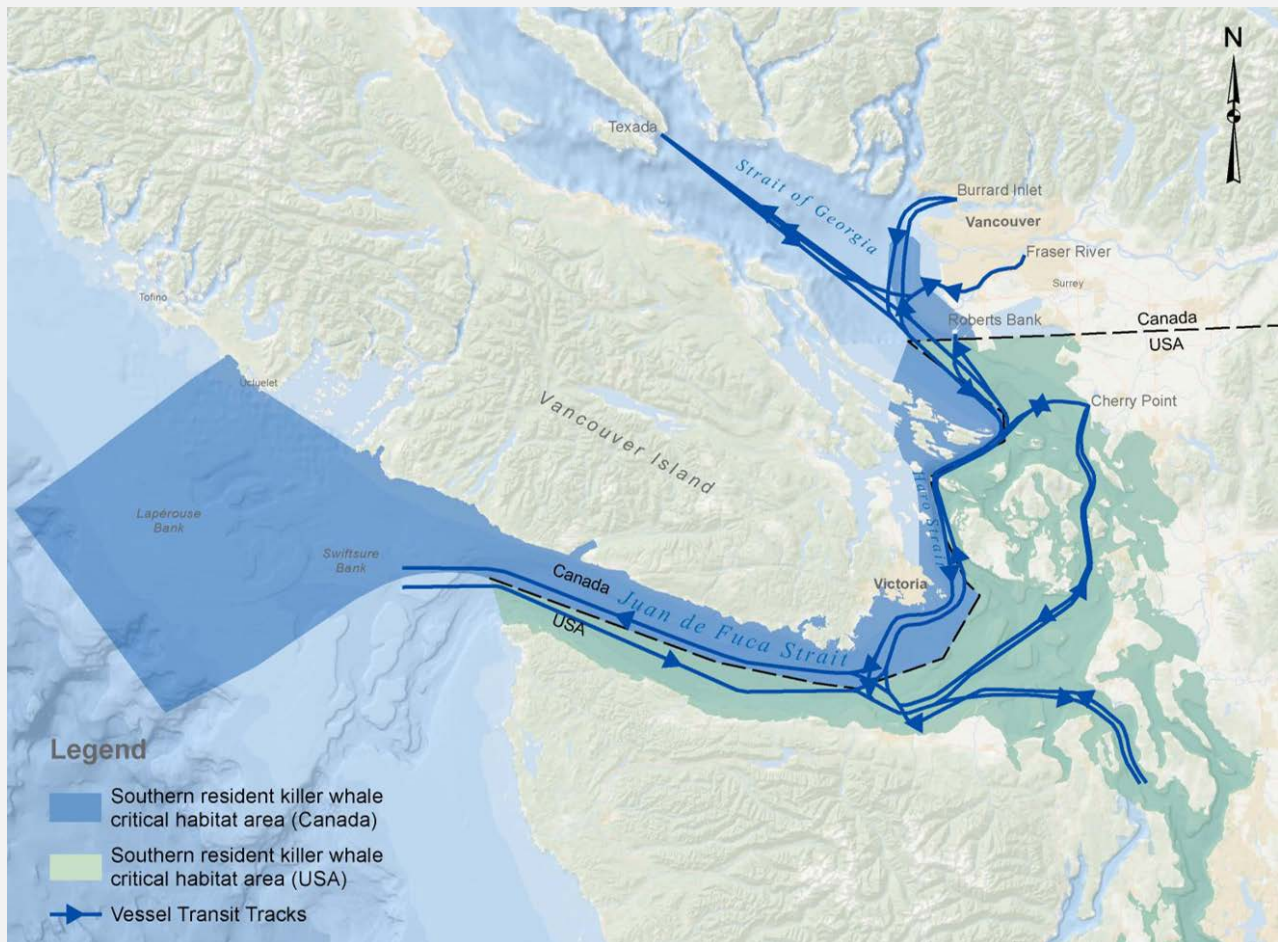 N
Texada
Strait of Georgia
Burrard Inlet
Vancouver
Fraser River
Surrey
Tofino
Roberts Bank
Canada
USA
Ucluelet
Vancouver Island
Cherry Point
Haro Strait
Lapérouse
Bank
Swiftsure
Bank
Canada
USA
Juan de Fuca Strait
Victoria
Legend
Southern resident killer whale
critical habitat area (Canada)
Southern resident killer whale
critical habitat area (USA)
Vessel Transit Tracks